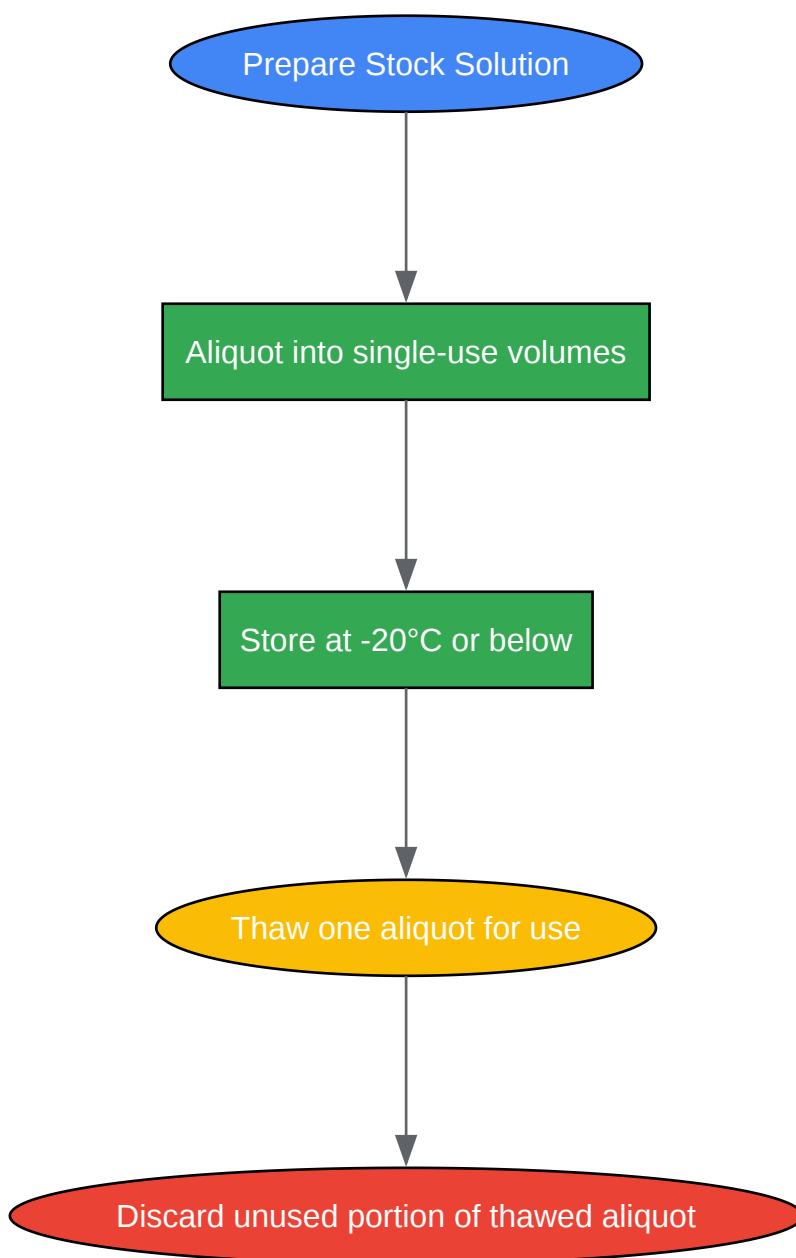 Prepare Stock Solution
Aliquot into single-use volumes
Store at -20°C or below
Thaw one aliquot for use
Discard unused portion of thawed aliquot